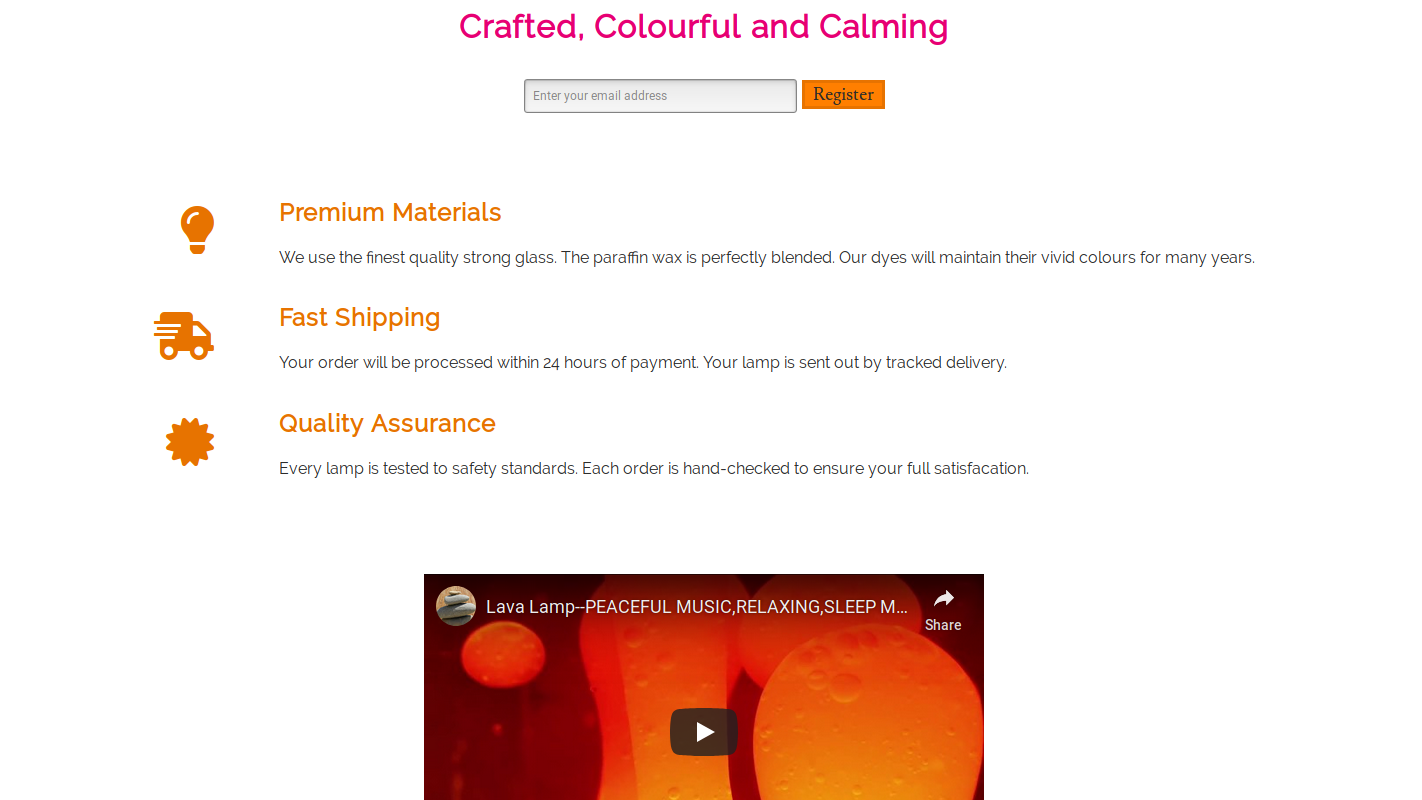 Crafted, Colourful and Calming
Enter your email address
Register
Premium Materials
We use the finest quality strong glass. The paraffin wax is perfectly blended. Our dyes will maintain their vivid colours for many years.
Fast Shipping
Your order will be processed within 24 hours of payment. Your lamp is sent out by tracked delivery.
Quality Assurance
Every lamp is tested to safety standards. Each order is hand-checked to ensure your full satisfacation.
Lava Lamp--PEACEFUL MUSIC,RELAXING,SLEEP M...
Share